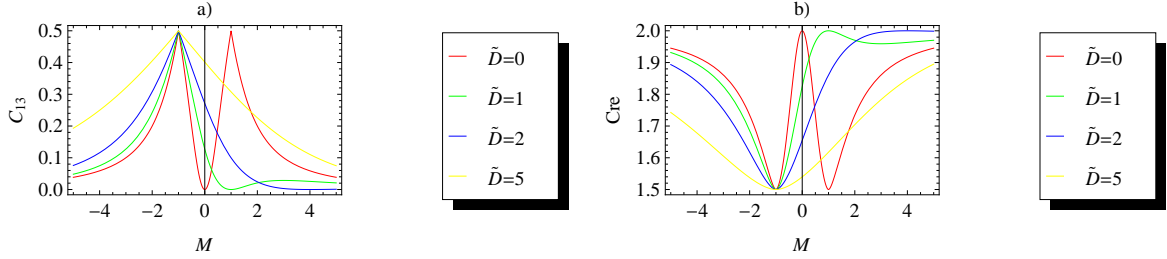 a)
C13
0.5
0.4
0.3
0.2
0.1
0.0
−4 −2 0 2 4
M
D̃=0
D̃=1
D̃=2
D̃=5
b)
Cre
2.0
1.9
1.8
1.7
1.6
1.5
−4 −2 0 2 4
M
D̃=0
D̃=1
D̃=2
D̃=5